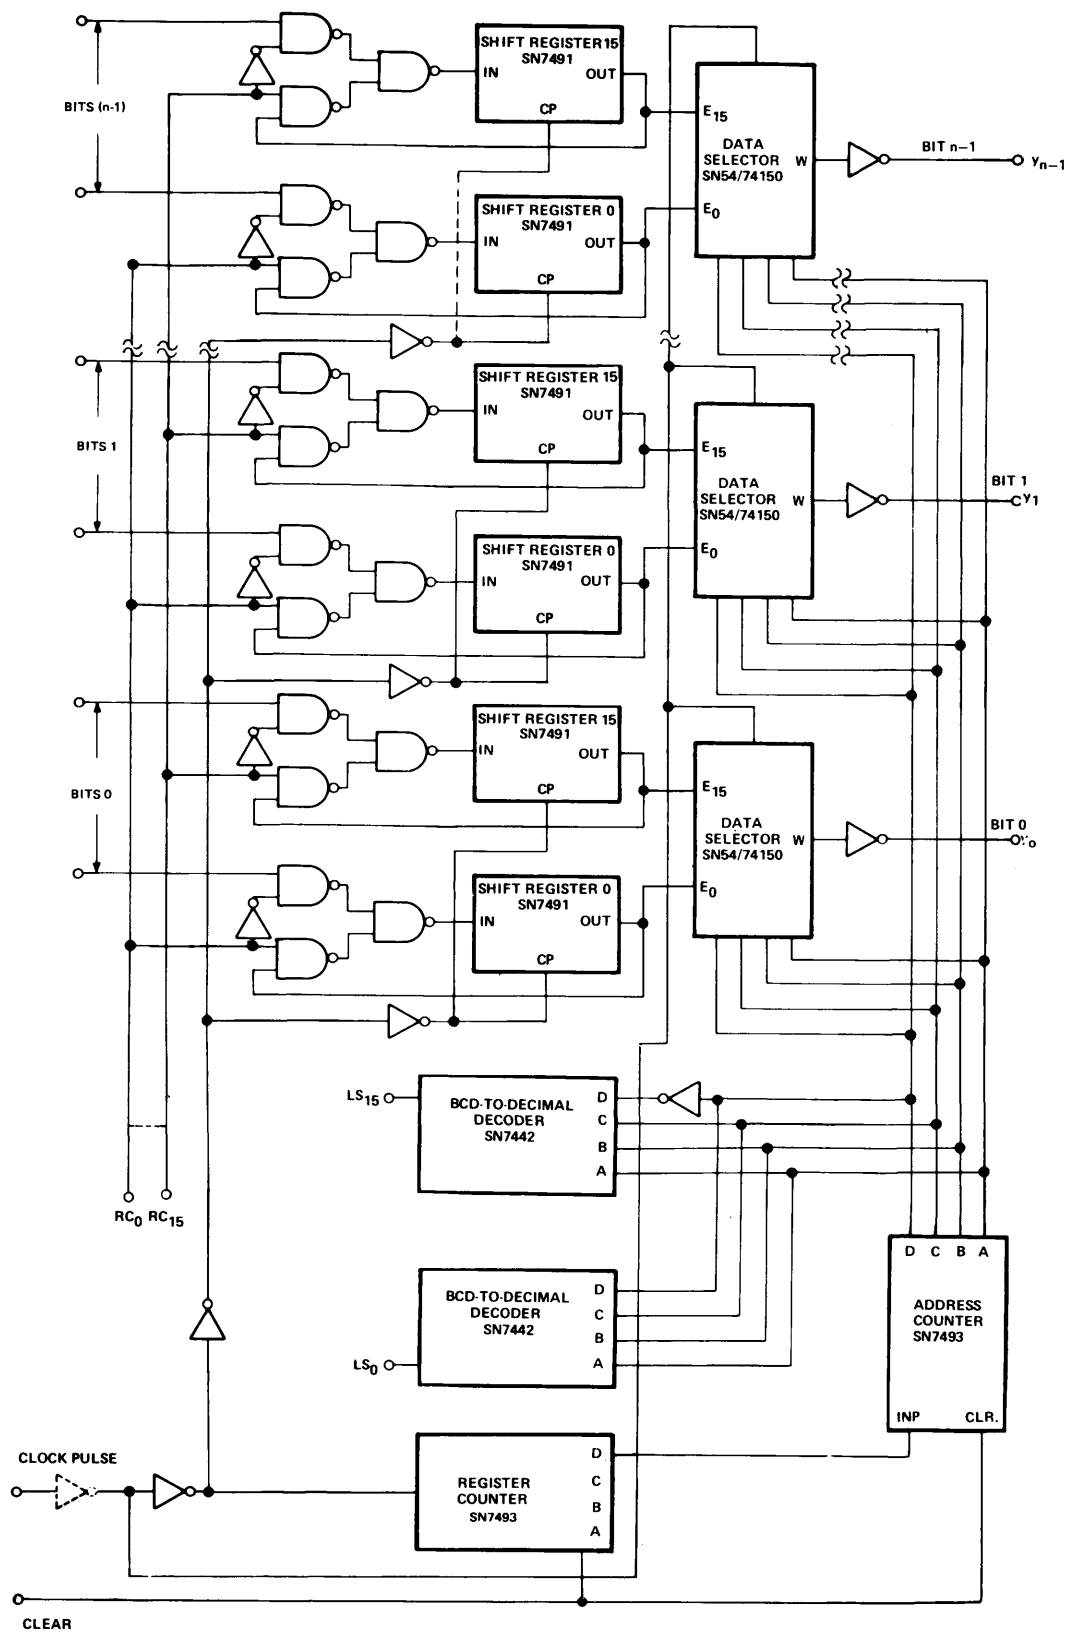 BITS (n-1)
SHIFT REGISTER 15
SN7491
IN
OUT
CP
E15
DATA
SELECTOR
SN54/74150
W
E0
BIT n-1
yn-1
SHIFT REGISTER 0
SN7491
IN
OUT
CP
BITS 1
SHIFT REGISTER 15
SN7491
IN
OUT
CP
E15
DATA
SELECTOR
SN54/74150
W
E0
BIT 1
y1
SHIFT REGISTER 0
SN7491
IN
OUT
CP
BITS 0
SHIFT REGISTER 15
SN7491
IN
OUT
CP
E15
DATA
SELECTOR
SN54/74150
W
E0
BIT 0
yo
SHIFT REGISTER 0
SN7491
IN
OUT
CP
LS15
BCD-TO-DECIMAL
DECODER
SN7442
D
C
B
A
RC0 RC15
LS0
BCD-TO-DECIMAL
DECODER
SN7442
D
C
B
A
D C B A
ADDRESS
COUNTER
SN7493
INP CLR.
CLOCK PULSE
REGISTER
COUNTER
SN7493
D
C
B
A
CLEAR